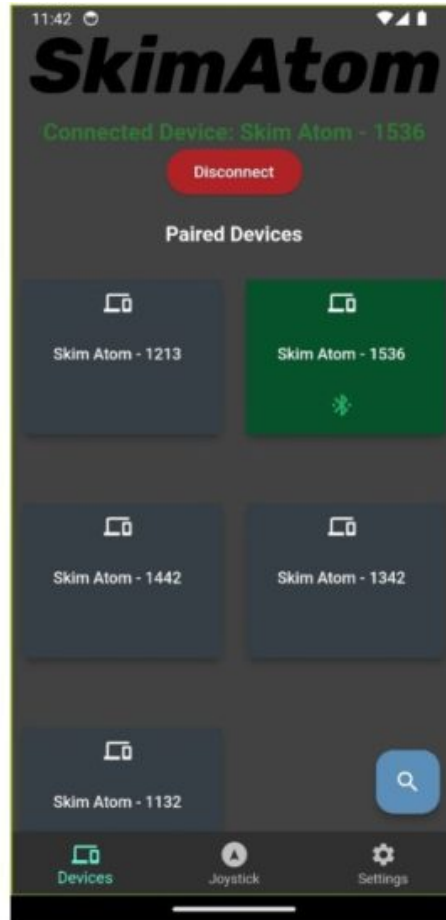 11:42
SkimAtom
Connected Device: Skim Atom - 1536
Disconnect
Paired Devices
Skim Atom - 1213
Skim Atom - 1536
Skim Atom - 1442
Skim Atom - 1342
Skim Atom - 1132
Devices
Joystick
Settings